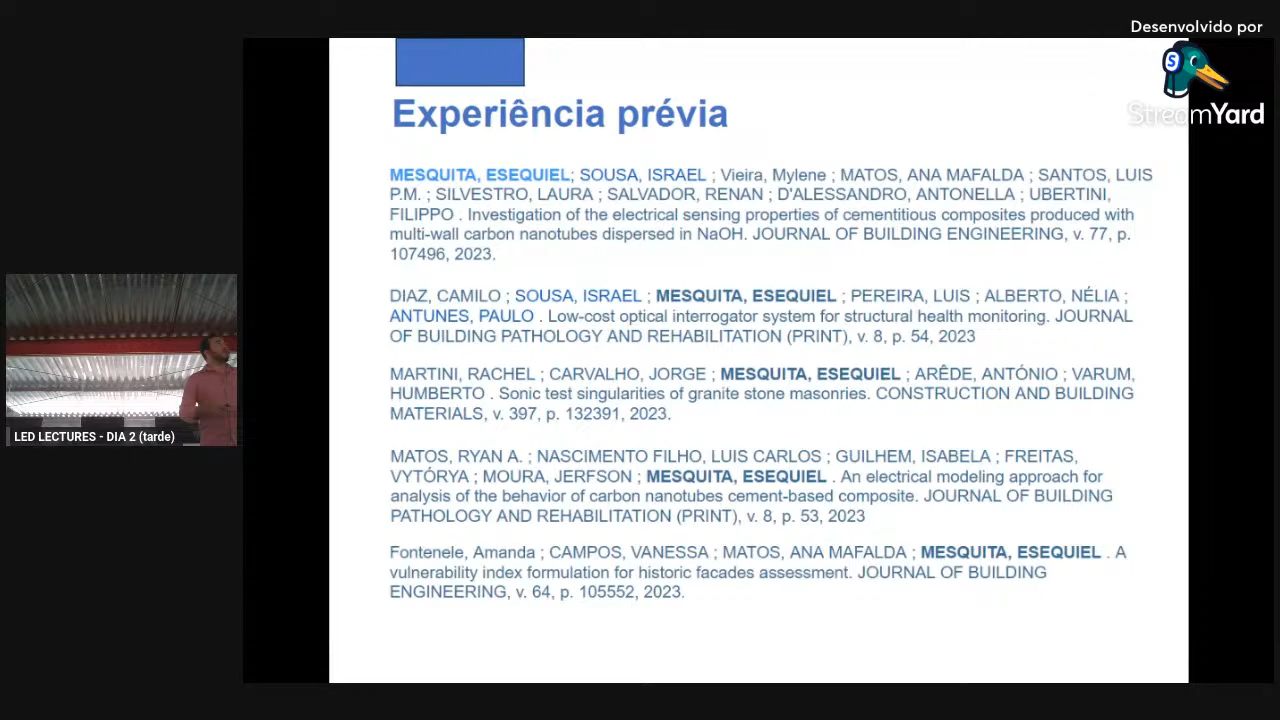 Desenvolvido por
StreamYard
Experiência prévia
MESQUITA, ESEQUIEL; SOUSA, ISRAEL ; Vieira, Mylene ; MATOS, ANA MAFALDA ; SANTOS, LUIS
P.M. ; SILVESTRO, LAURA ; SALVADOR, RENAN ; D'ALESSANDRO, ANTONELLA ; UBERTINI,
FILIPPO . Investigation of the electrical sensing properties of cementitious composites produced with
multi-wall carbon nanotubes dispersed in NaOH. JOURNAL OF BUILDING ENGINEERING, v. 77, p.
107496, 2023.
DIAZ, CAMILO ; SOUSA, ISRAEL ; MESQUITA, ESEQUIEL ; PEREIRA, LUIS ; ALBERTO, NÉLIA ;
ANTUNES, PAULO . Low-cost optical interrogator system for structural health monitoring. JOURNAL
OF BUILDING PATHOLOGY AND REHABILITATION (PRINT), v. 8, p. 54, 2023
MARTINI, RACHEL ; CARVALHO, JORGE ; MESQUITA, ESEQUIEL ; ARÊDE, ANTÓNIO ; VARUM,
HUMBERTO . Sonic test singularities of granite stone masonries. CONSTRUCTION AND BUILDING
MATERIALS, v. 397, p. 132391, 2023.
MATOS, RYAN A. ; NASCIMENTO FILHO, LUIS CARLOS ; GUILHEM, ISABELA ; FREITAS,
VYTÓRYA ; MOURA, JERFSON ; MESQUITA, ESEQUIEL . An electrical modeling approach for
analysis of the behavior of carbon nanotubes cement-based composite. JOURNAL OF BUILDING
PATHOLOGY AND REHABILITATION (PRINT), v. 8, p. 53, 2023
Fontenele, Amanda ; CAMPOS, VANESSA ; MATOS, ANA MAFALDA ; MESQUITA, ESEQUIEL . A
vulnerability index formulation for historic facades assessment. JOURNAL OF BUILDING
ENGINEERING, v. 64, p. 105552, 2023.
LED LECTURES - DIA 2 (tarde)